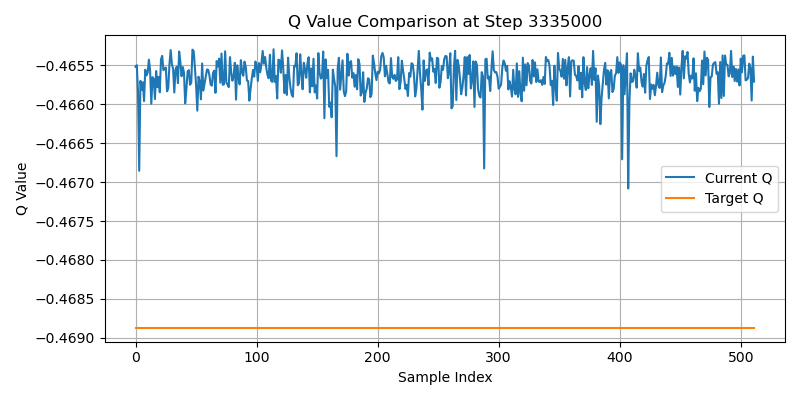 Q Value Comparison at Step 3335000
Q Value
−0.4655
−0.4660
−0.4665
−0.4670
−0.4675
−0.4680
−0.4685
−0.4690
Current Q
Target Q
0 100 200 300 400 500
Sample Index